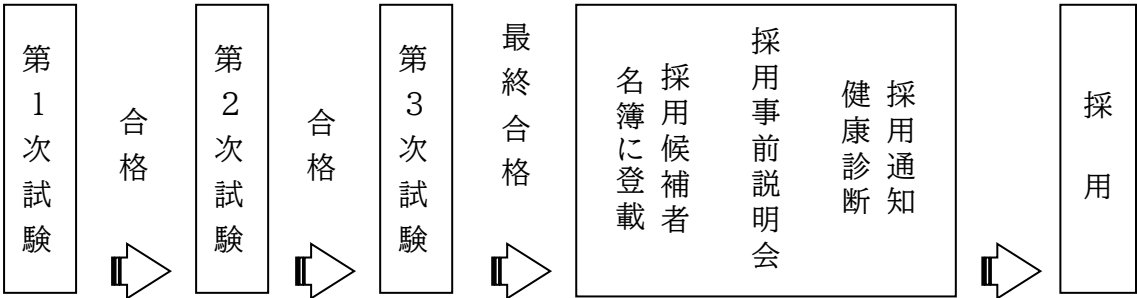 第１次試験
合格
第２次試験
合格
第３次試験
最終合格
採用候補者
名簿に登載
採用事前説明会
採用通知
健康診断
採用